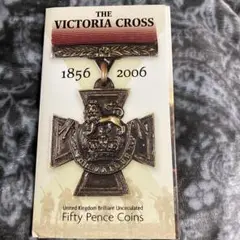 THE
VICTORIA CROSS
1856 2006
United Kingdom Brilliant Uncirculated
Fifty Pence Coins